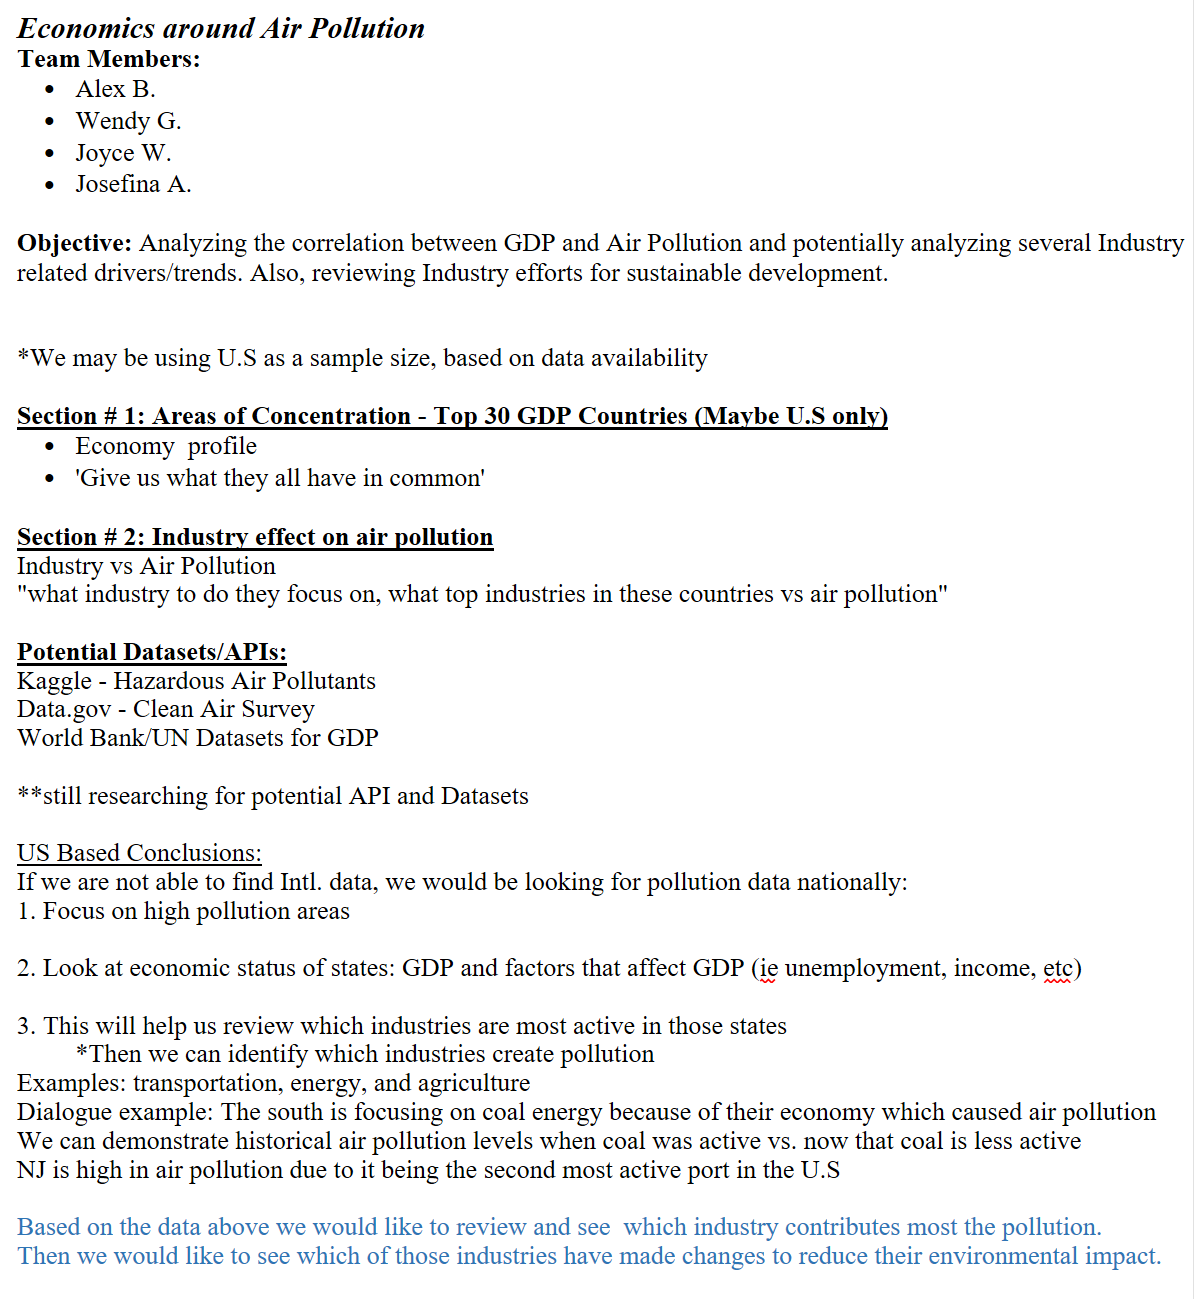 Economics around Air Pollution
Team Members:
• Alex B.
• Wendy G.
• Joyce W.
• Josefina A.
Objective: Analyzing the correlation between GDP and Air Pollution and potentially analyzing several Industry
related drivers/trends. Also, reviewing Industry efforts for sustainable development.
*We may be using U.S as a sample size, based on data availability
Section # 1: Areas of Concentration - Top 30 GDP Countries (Maybe U.S only)
• Economy  profile
• 'Give us what they all have in common'
Section # 2: Industry effect on air pollution
Industry vs Air Pollution
"what industry to do they focus on, what top industries in these countries vs air pollution"
Potential Datasets/APIs:
Kaggle - Hazardous Air Pollutants
Data.gov - Clean Air Survey
World Bank/UN Datasets for GDP
**still researching for potential API and Datasets
US Based Conclusions:
If we are not able to find Intl. data, we would be looking for pollution data nationally:
1. Focus on high pollution areas
2. Look at economic status of states: GDP and factors that affect GDP (ie unemployment, income, etc)
3. This will help us review which industries are most active in those states
*Then we can identify which industries create pollution
Examples: transportation, energy, and agriculture
Dialogue example: The south is focusing on coal energy because of their economy which caused air pollution
We can demonstrate historical air pollution levels when coal was active vs. now that coal is less active
NJ is high in air pollution due to it being the second most active port in the U.S
Based on the data above we would like to review and see  which industry contributes most the pollution.
Then we would like to see which of those industries have made changes to reduce their environmental impact.